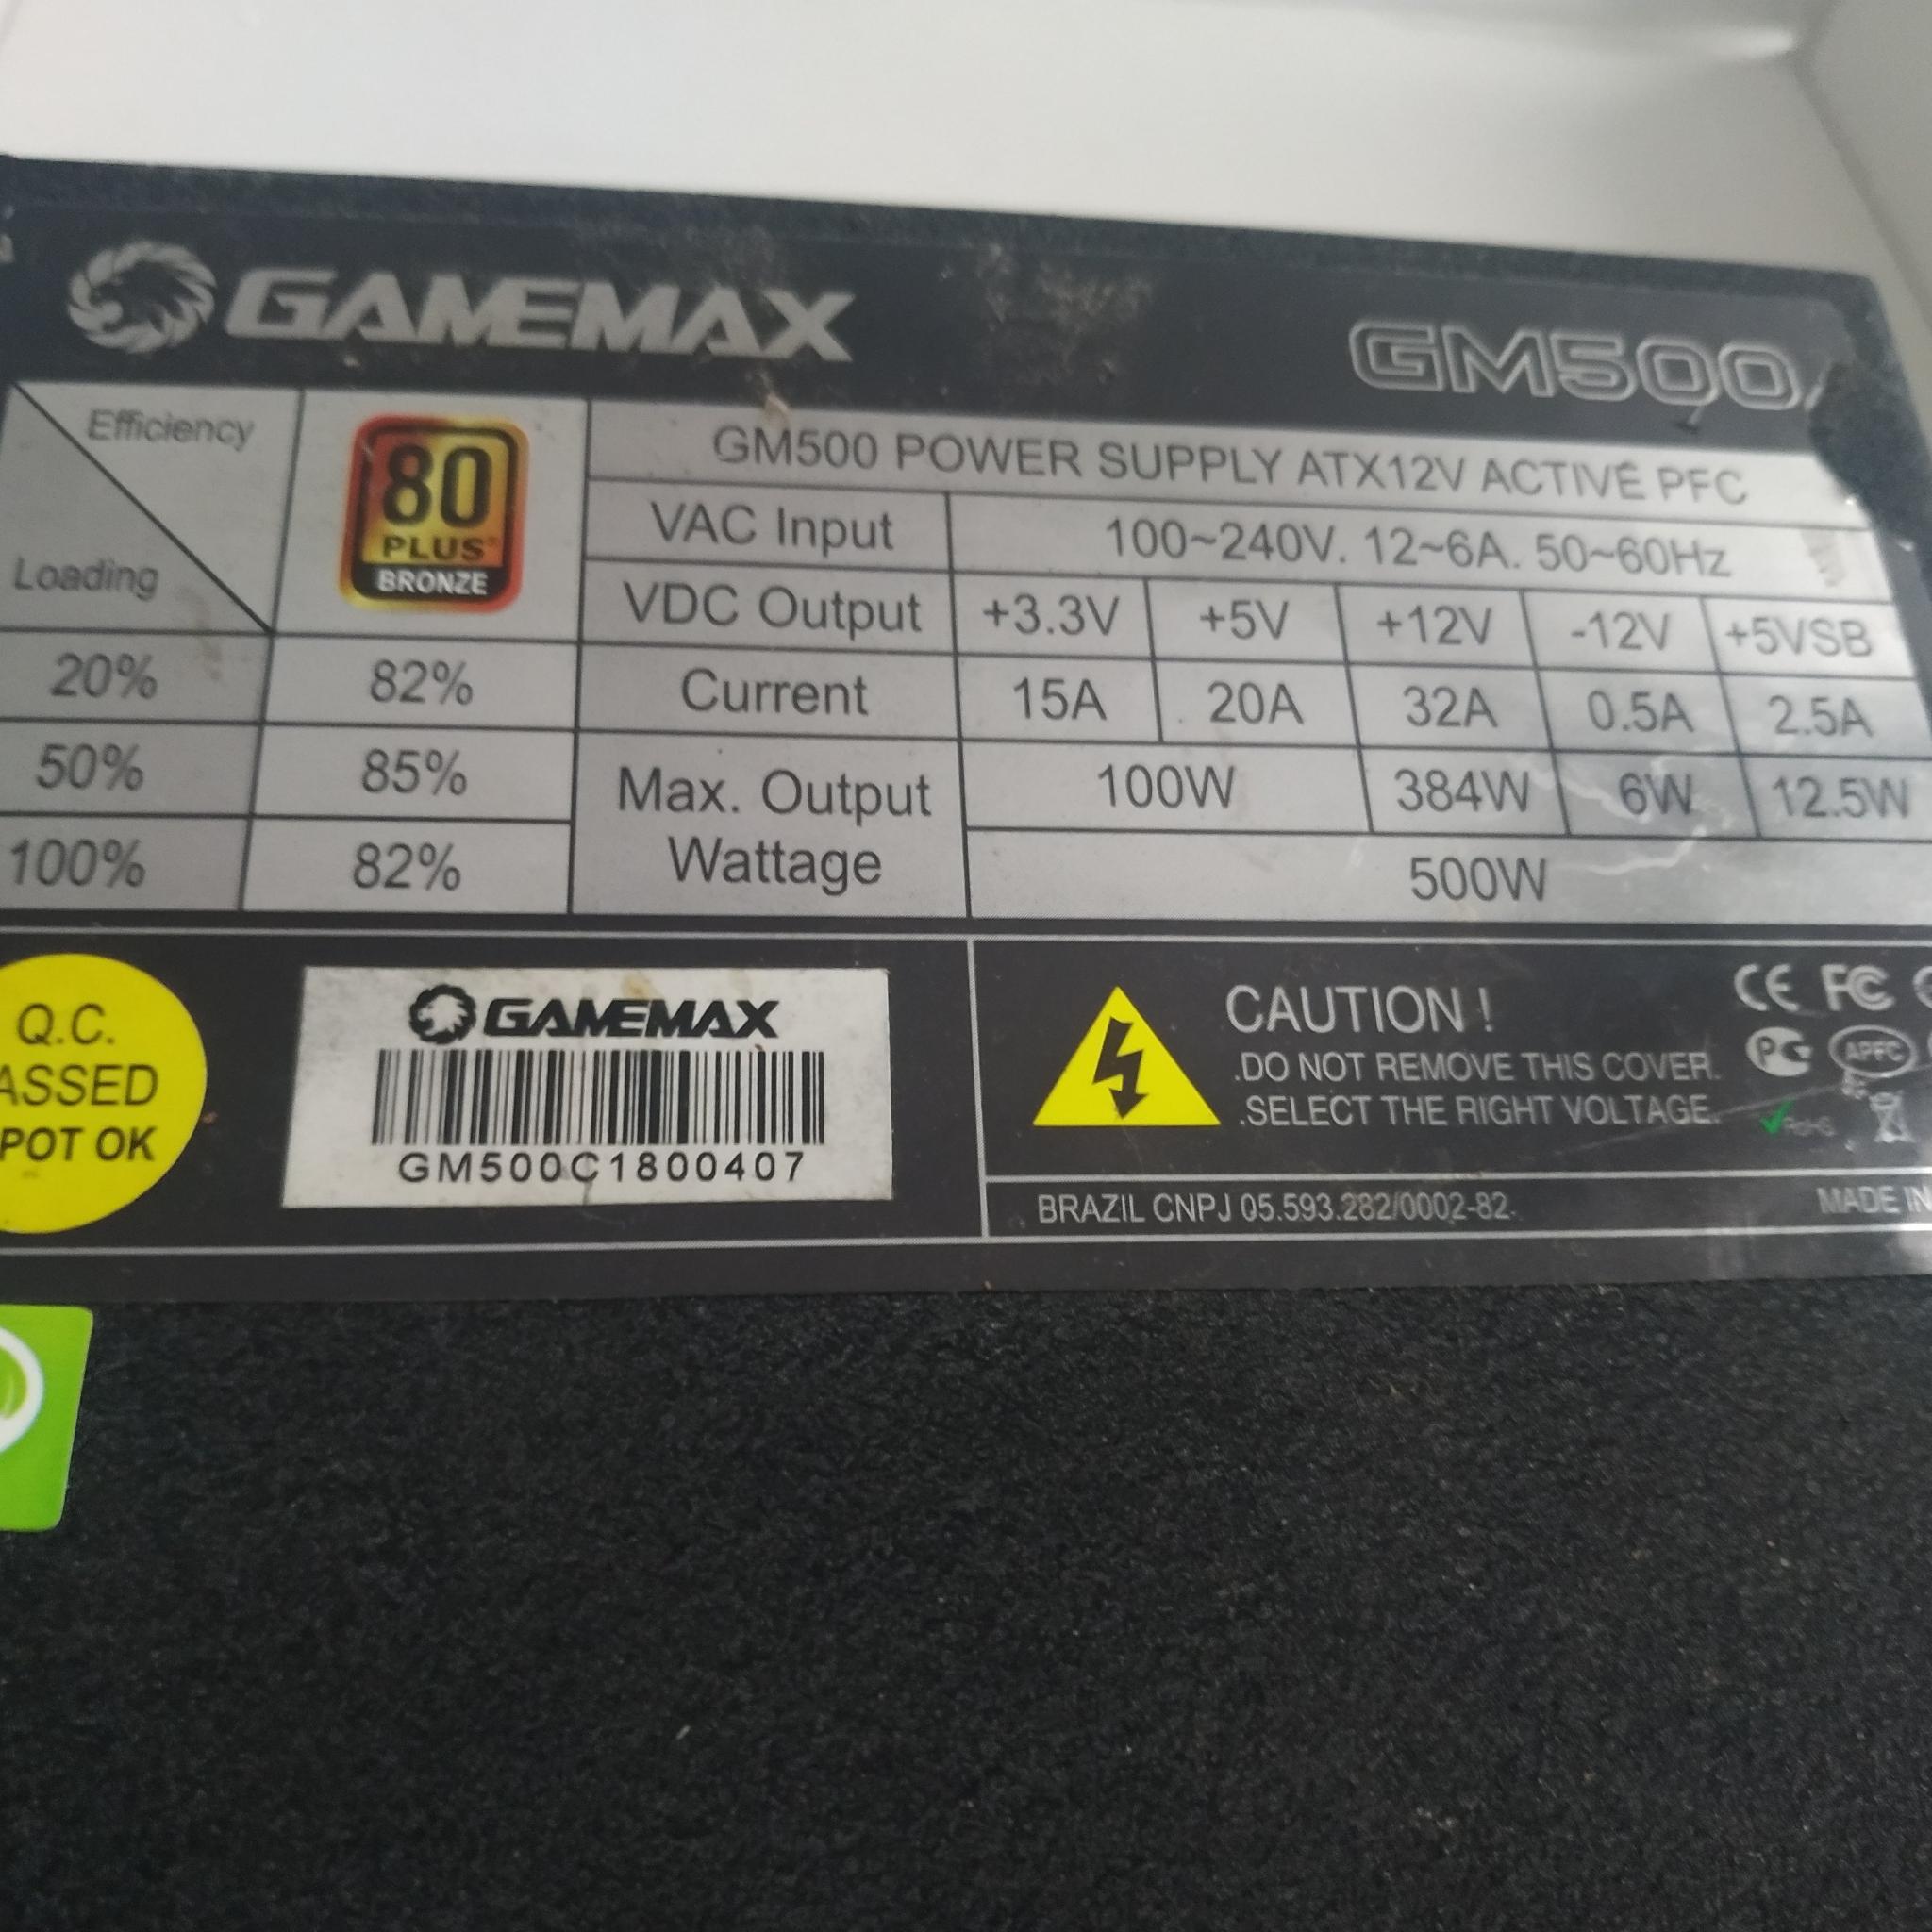 GAMEMAX
GM500
Efficiency
Loading
80
PLUS
BRONZE
20% 82%
50% 85%
100% 82%
GM500 POWER SUPPLY ATX12V ACTIVE PFC
VAC Input 100~240V. 12~6A. 50~60Hz
VDC Output +3.3V +5V +12V -12V +5VSB
Current 15A 20A 32A 0.5A 2.5A
Max. Output Wattage 100W 384W 6W 12.5W
500W
Q.C.
ASSED
POT OK
GAMEMAX
GM500C1800407
CAUTION !
.DO NOT REMOVE THIS COVER.
.SELECT THE RIGHT VOLTAGE.
CE FC
PG APFC
RoHS
BRAZIL CNPJ 05.593.282/0002-82
MADE IN